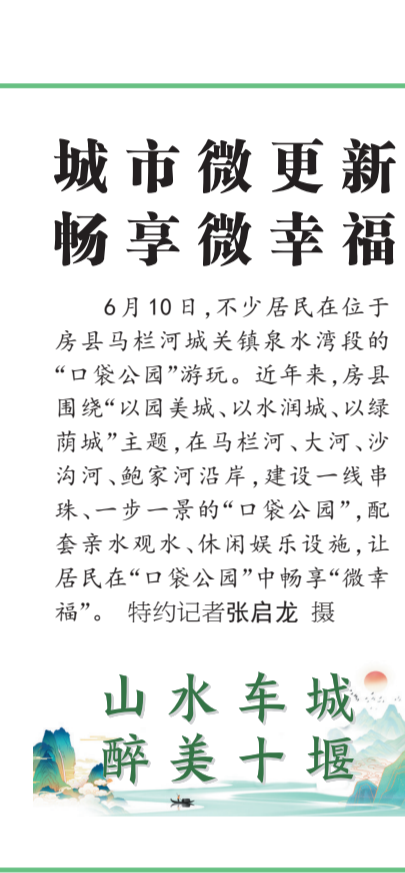 城市微更新
畅享微幸福
6月10日,不少居民在位于
房县马栏河城关镇泉水湾段的
“口袋公园”游玩。近年来,房县
围绕“以园美城、以水润城、以绿
荫城”主题,在马栏河、大河、沙
沟河、鲍家河沿岸,建设一线串
珠、一步一景的“口袋公园”,配
套亲水观水、休闲娱乐设施,让
居民在“口袋公园”中畅享“微幸
福”。 特约记者张启龙 摄
山水车城
醉美十堰